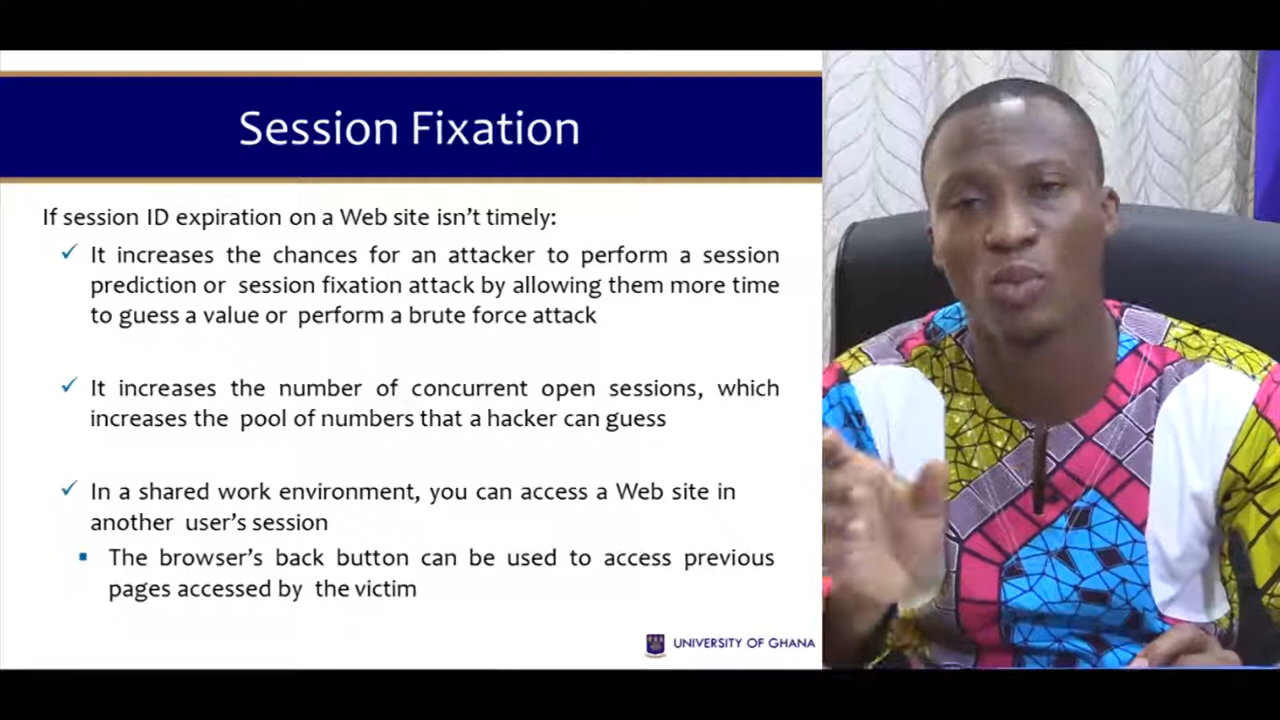 Session Fixation
If session ID expiration on a Web site isn't timely:
✓ It increases the chances for an attacker to perform a session
prediction or session fixation attack by allowing them more time
to guess a value or perform a brute force attack
✓ It increases the number of concurrent open sessions, which
increases the pool of numbers that a hacker can guess
✓ In a shared work environment, you can access a Web site in
another user's session
▪ The browser's back button can be used to access previous
pages accessed by the victim
UNIVERSITY OF GHANA